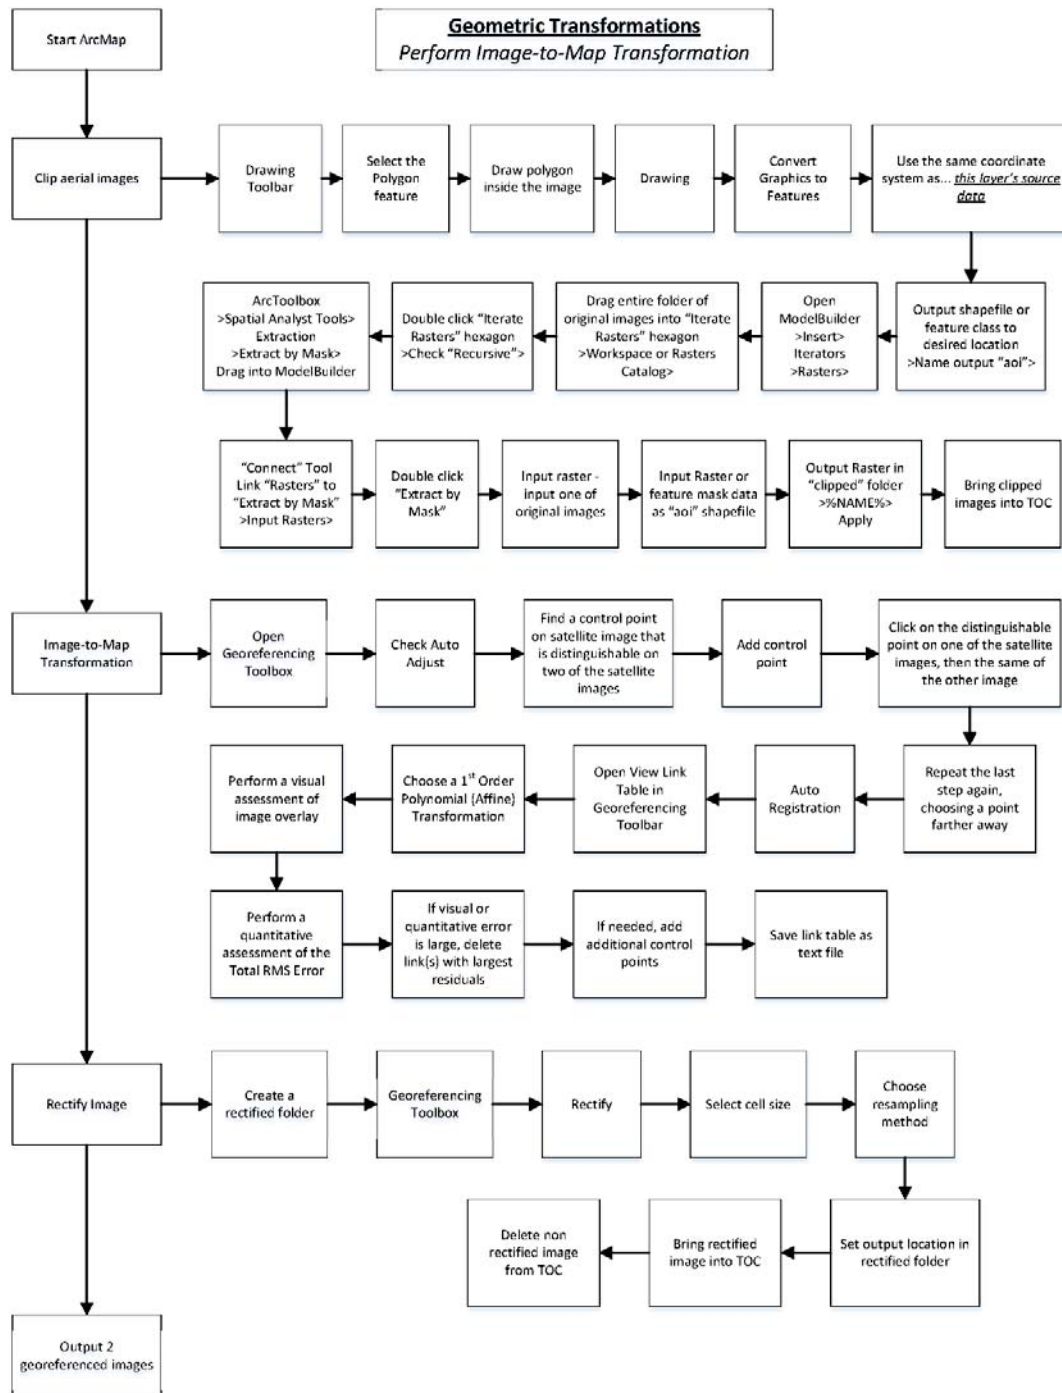 Geometric Transformations
Perform Image-to-Map Transformation
Start ArcMap
Clip aerial images
Drawing
Toolbar
Select the
Polygon
feature
Draw polygon
inside the image
Drawing
Convert
Graphics to
Features
Use the same coordinate
system as... this layer's source
data
Output shapefile or
feature class to
desired location
>Name output "aoi">
Open
ModelBuilder
>Insert>
Iterators
>Rasters>
Drag entire folder of
original images into "Iterate
Rasters" hexagon
>Workspace or Rasters
Catalog>
Double click "Iterate
Rasters" hexagon
>Check "Recursive">
ArcToolbox
>Spatial Analyst Tools>
Extraction
>Extract by Mask>
Drag into ModelBuilder
"Connect" Tool
Link "Rasters" to
"Extract by Mask"
>Input Rasters>
Double click
"Extract by
Mask"
Input raster -
input one of
original images
Input Raster or
feature mask data
as "aoi" shapefile
Output Raster in
"clipped" folder
>%NAME%>
Apply
Bring clipped
images into TOC
Image-to-Map
Transformation
Open
Georeferencing
Toolbox
Check Auto
Adjust
Find a control point
on satellite image that
is distinguishable on
two of the satellite
images
Add control
point
Click on the distinguishable
point on one of the satellite
images, then the same of
the other image
Repeat the last
step again,
choosing a point
farther away
Auto
Registration
Open View Link
Table in
Georeferencing
Toolbar
Choose a 1st Order
Polynomial (Affine)
Transformation
Perform a visual
assessment of
image overlay
Perform a
quantitative
assessment of the
Total RMS Error
If visual or
quantitative error
is large, delete
link(s) with largest
residuals
If needed, add
additional control
points
Save link table as
text file
Rectify Image
Create a
rectified folder
Georeferencing
Toolbox
Rectify
Select cell size
Choose
resampling
method
Set output location in
rectified folder
Bring rectified
image into TOC
Delete non
rectified image
from TOC
Output 2
georeferenced images